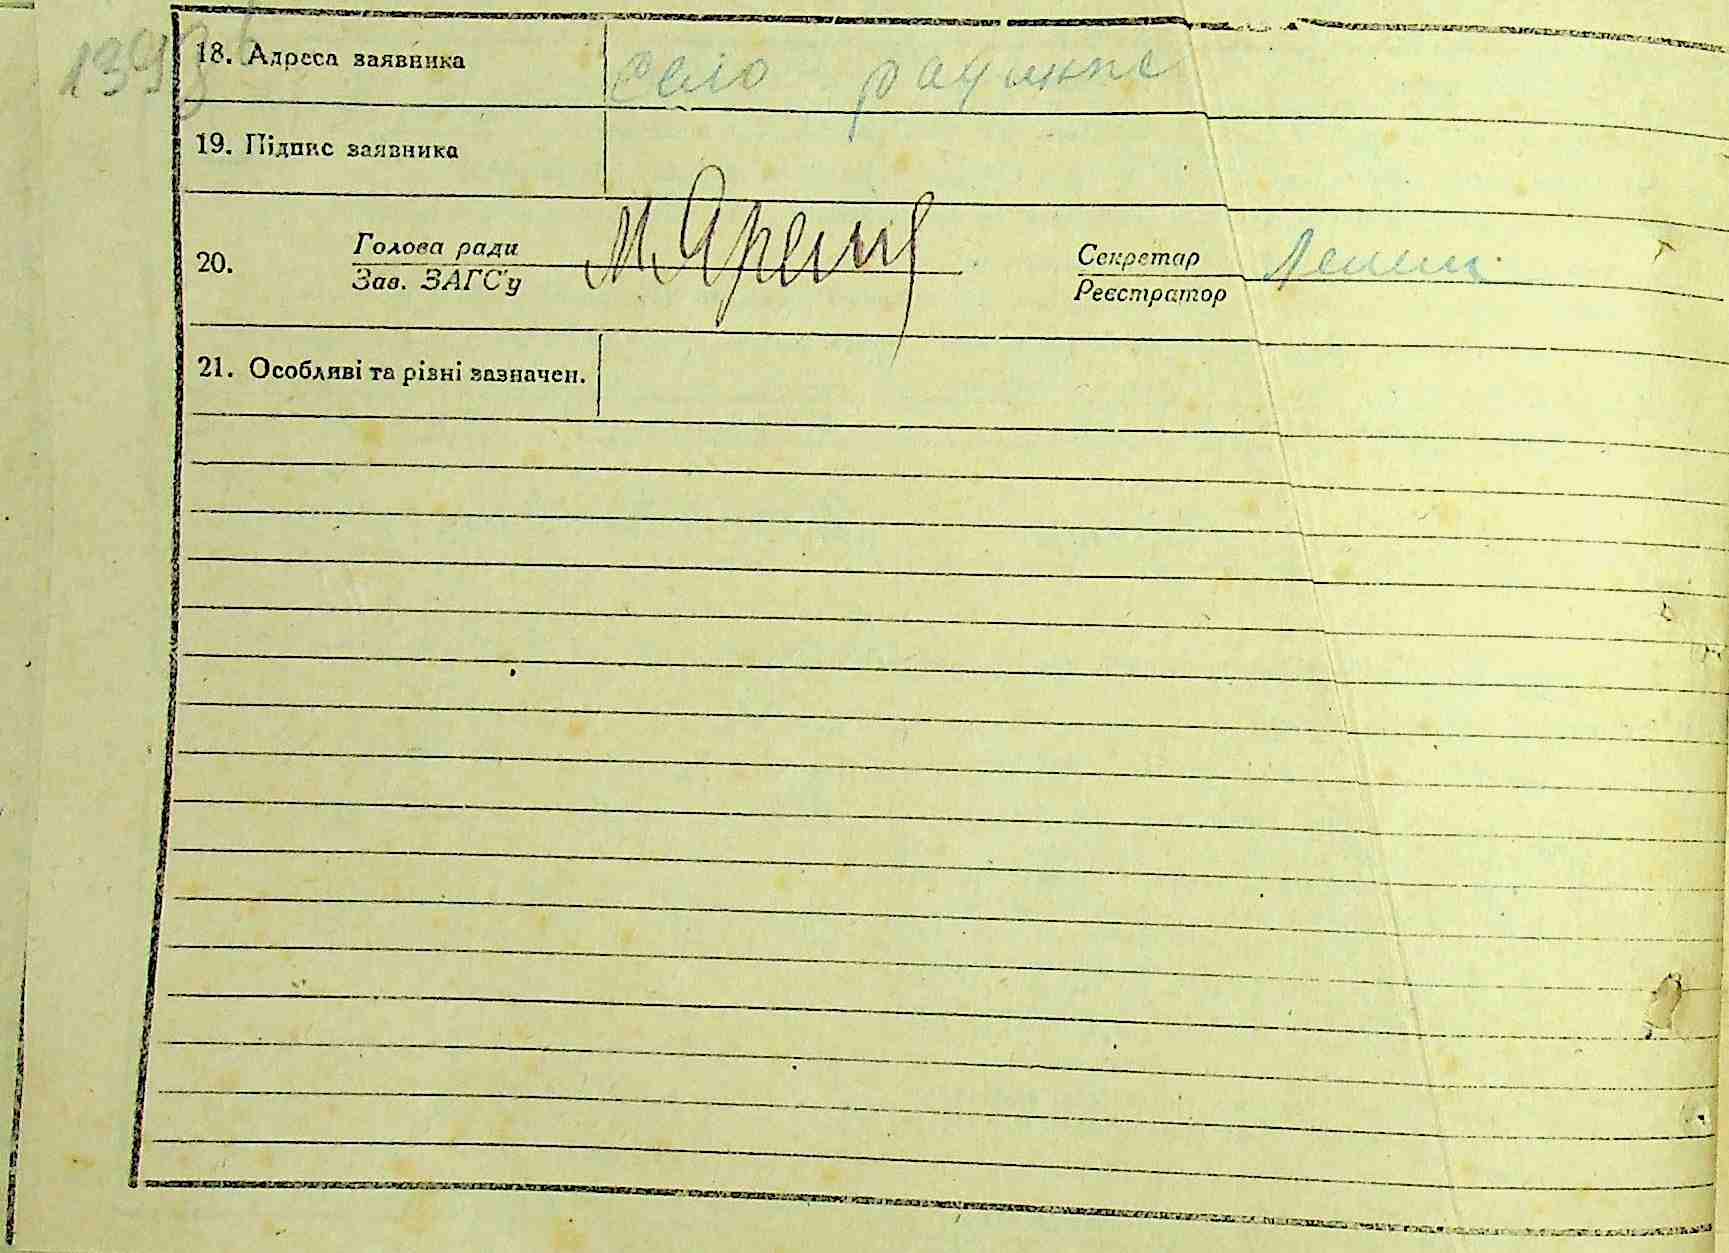 18. Адреса заявника село
19. Підпис заявника
20. Голова ради
Зав. ЗАГС'у
Секретар
Реєстратор
21. Особливі та різні зазначен.